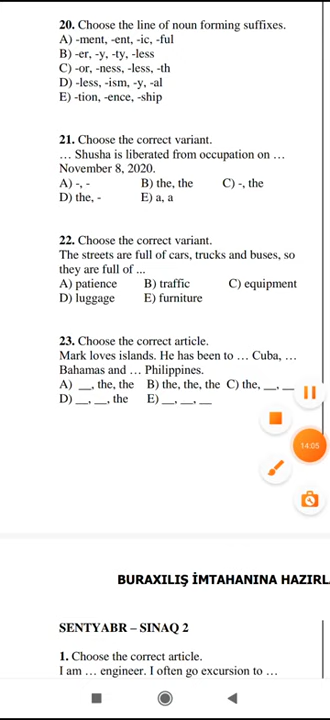 20. Choose the line of noun forming suffixes.
A) -ment, -ent, -ic, -ful
B) -er, -y, -ty, -less
C) -or, -ness, -less, -th
D) -less, -ism, -y, -al
E) -tion, -ence, -ship
21. Choose the correct variant.
... Shusha is liberated from occupation on ...
November 8, 2020.
A) -, - B) the, the C) -, the
D) the, - E) a, a
22. Choose the correct variant.
The streets are full of cars, trucks and buses, so
they are full of ...
A) patience B) traffic C) equipment
D) luggage E) furniture
23. Choose the correct article.
Mark loves islands. He has been to ... Cuba, ...
Bahamas and ... Philippines.
A) __, the, the B) the, the, the C) the, __, __
D) __, __, the E) __, __, __
14:05
BURAXILIŞ İMTAHANINA HAZIRL
SENTYABR – SINAQ 2
1. Choose the correct article.
I am ... engineer. I often go excursion to ...